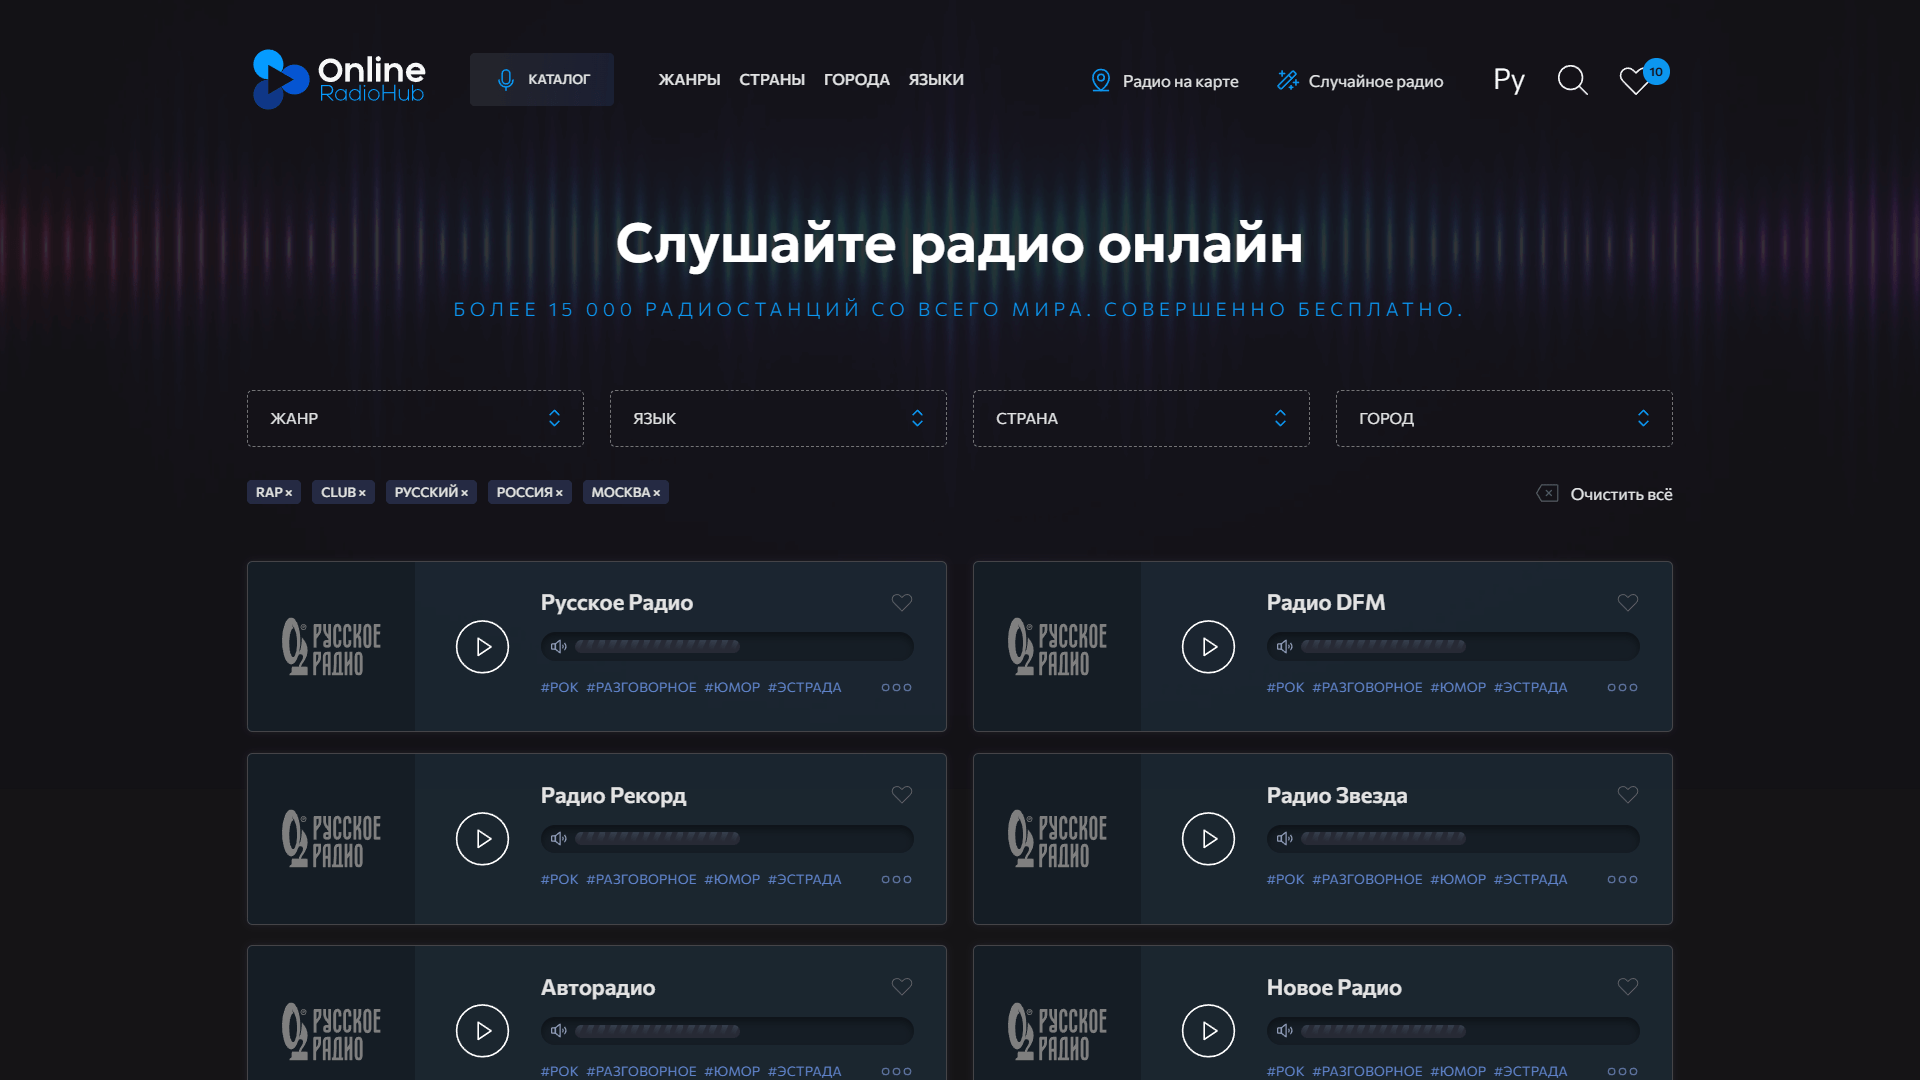 Online
RadioHub
КАТАЛОГ
ЖАНРЫ СТРАНЫ ГОРОДА ЯЗЫКИ
Радио на карте
Случайное радио
Ру
10
Слушайте радио онлайн
БОЛЕЕ 15 000 РАДИОСТАНЦИЙ СО ВСЕГО МИРА. СОВЕРШЕННО БЕСПЛАТНО.
ЖАНР
ЯЗЫК
СТРАНА
ГОРОД
RAP × CLUB × РУССКИЙ × РОССИЯ × МОСКВА ×
Очистить всё
РУССКОЕ
РАДИО
Русское Радио
#РОК #РАЗГОВОРНОЕ #ЮМОР #ЭСТРАДА
РУССКОЕ
РАДИО
Радио DFM
#РОК #РАЗГОВОРНОЕ #ЮМОР #ЭСТРАДА
РУССКОЕ
РАДИО
Радио Рекорд
#РОК #РАЗГОВОРНОЕ #ЮМОР #ЭСТРАДА
РУССКОЕ
РАДИО
Радио Звезда
#РОК #РАЗГОВОРНОЕ #ЮМОР #ЭСТРАДА
РУССКОЕ
РАДИО
Авторадио
#РОК #РАЗГОВОРНОЕ #ЮМОР #ЭСТРАДА
РУССКОЕ
РАДИО
Новое Радио
#РОК #РАЗГОВОРНОЕ #ЮМОР #ЭСТРАДА